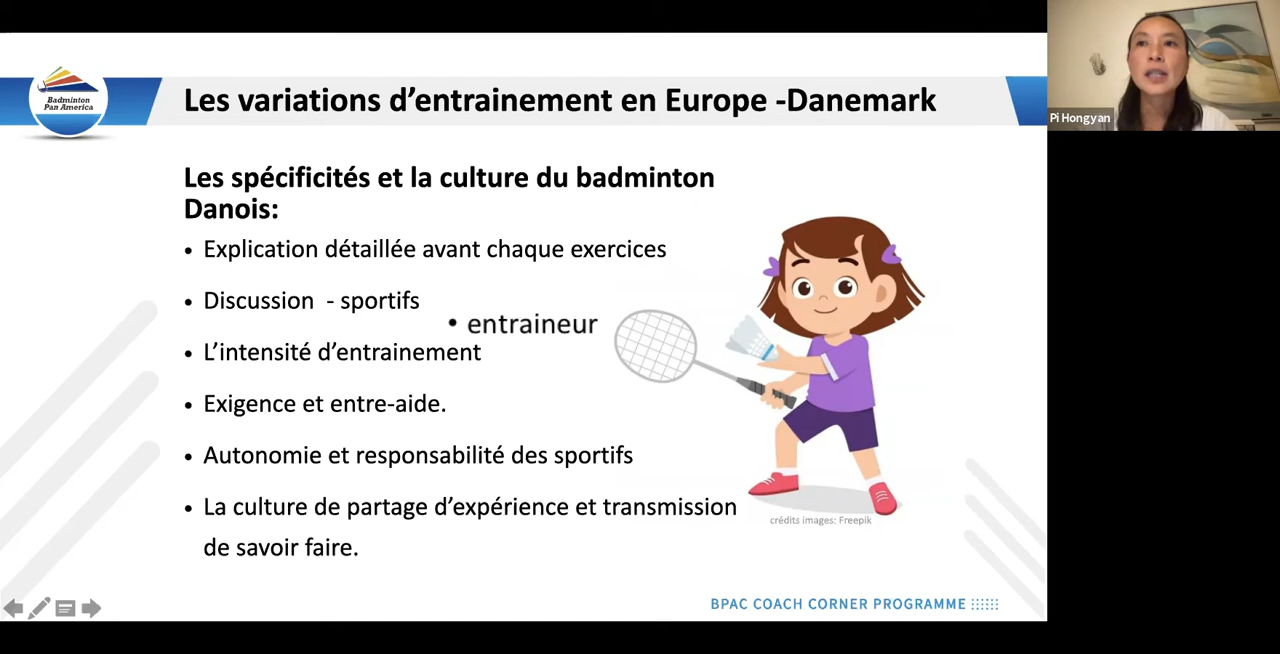 Badminton
Pan America
Les variations d’entrainement en Europe -Danemark
Pi Hongyan
Les spécificités et la culture du badminton
Danois:
• Explication détaillée avant chaque exercices
• Discussion - sportifs
• entraineur
• L’intensité d’entrainement
• Exigence et entre-aide.
• Autonomie et responsabilité des sportifs
• La culture de partage d’expérience et transmission
de savoir faire.
crédits images: Freepik
BPAC COACH CORNER PROGRAMME